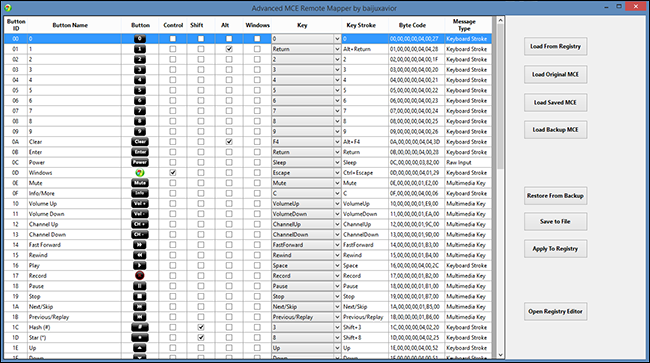 Advanced MCE Remote Mapper by baijuxavior
Button ID Button Name Button Control Shift Alt Windows Key Key Stroke Byte Code Message Type
00 0 0 0 0 00,00,00,00,04,00,27 Keyboard Stroke
01 1 1 Return Alt+Return 00,00,00,04,04,00,28 Keyboard Stroke
02 2 2 2 2 00,00,00,00,04,00,1F Keyboard Stroke
03 3 3 3 3 00,00,00,00,04,00,20 Keyboard Stroke
04 4 4 4 4 00,00,00,00,04,00,21 Keyboard Stroke
05 5 5 5 5 00,00,00,00,04,00,22 Keyboard Stroke
06 6 6 6 6 00,00,00,00,04,00,23 Keyboard Stroke
07 7 7 7 7 00,00,00,00,04,00,24 Keyboard Stroke
08 8 8 8 8 00,00,00,00,04,00,25 Keyboard Stroke
09 9 9 9 9 00,00,00,00,04,00,26 Keyboard Stroke
0A Clear Clear F4 Alt+F4 0A,00,00,04,04,04,3D Keyboard Stroke
0B Enter Enter Return Return 0B,00,00,00,04,00,28 Keyboard Stroke
0C Power Power Sleep Sleep 0C,00,00,00,03,82,00 Raw Input
0D Windows Escape Ctrl+Escape 0D,00,00,00,04,01,29 Keyboard Stroke
0E Mute Mute Mute Mute 0E,00,00,00,01,E2,00 Multimedia Key
0F Info/More Info C C 0F,00,00,00,04,00,06 Keyboard Stroke
10 Volume Up Vol + VolumeUp VolumeUp 10,00,00,00,01,E9,00 Multimedia Key
11 Volume Down Vol - VolumeDown VolumeDown 11,00,00,00,01,EA,00 Multimedia Key
12 Channel Up CH + ChannelUp ChannelUp 12,00,00,00,01,9C,00 Multimedia Key
13 Channel Down CH - ChannelDown ChannelDown 13,00,00,00,01,9D,00 Multimedia Key
14 Fast Forward FastForward FastForward 14,00,00,00,01,B3,00 Multimedia Key
15 Rewind Rewind Rewind 15,00,00,00,01,B4,00 Multimedia Key
16 Play Space Space 16,00,00,00,04,00,2C Keyboard Stroke
17 Record Record Record 17,00,00,00,01,B2,00 Multimedia Key
18 Pause Pause Pause 18,00,00,00,01,B1,00 Multimedia Key
19 Stop Stop Stop 19,00,00,00,01,B7,00 Multimedia Key
1A Next/Skip Next/Skip Next/Skip 1A,00,00,00,01,B5,00 Multimedia Key
1B Previous/Replay Previous/Replay Previous/Replay 1B,00,00,00,01,B6,00 Multimedia Key
1C Hash (#) # 3 Shift+3 1C,00,00,00,04,02,20 Keyboard Stroke
1D Star (*) * 8 Shift+8 1D,00,00,00,04,02,25 Keyboard Stroke
1E Up Up Up 1E,00,00,00,04,00,52 Keyboard Stroke
Load From Registry
Load Original MCE
Load Saved MCE
Load Backup MCE
Restore From Backup
Save to File
Apply To Registry
Open Registry Editor